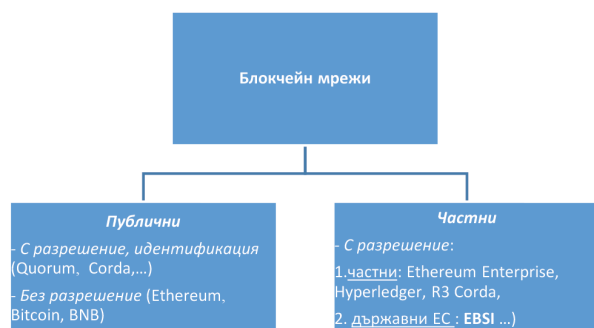 Блокчейн мрежи
Публични
- С разрешение, идентификация
(Quorum, Corda,...)
- Без разрешение (Ethereum,
Bitcoin, BNB)
Частни
- С разрешение:
1.частни: Ethereum Enterprise,
Hyperledger, R3 Corda,
2. държавни ЕС : EBSI ...)